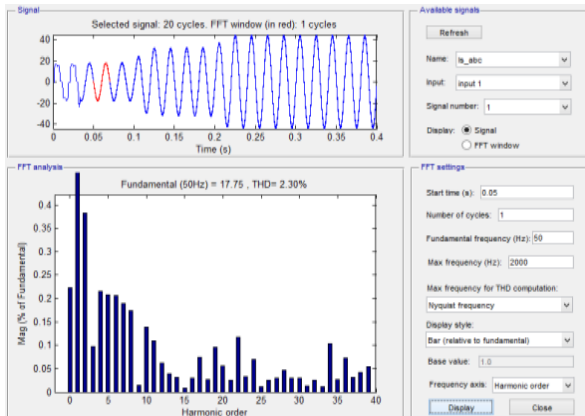 Signal
Selected signal: 20 cycles. FFT window (in red): 1 cycles
40
20
0
-20
-40
0 0.05 0.1 0.15 0.2 0.25 0.3 0.35 0.4
Time (s)
FFT analysis
Fundamental (50Hz) = 17.75 , THD= 2.30%
Mag (% of Fundamental)
0.4
0.35
0.3
0.25
0.2
0.15
0.1
0.05
0
0 5 10 15 20 25 30 35 40
Harmonic order
Available signals
Refresh
Name: Is_abc
Input: input 1
Signal number: 1
Display: Signal
FFT window
FFT settings
Start time (s): 0.05
Number of cycles: 1
Fundamental frequency (Hz): 50
Max frequency (Hz): 2000
Max frequency for THD computation:
Nyquist frequency
Display style:
Bar (relative to fundamental)
Base value: 1.0
Frequency axis: Harmonic order
Display Close